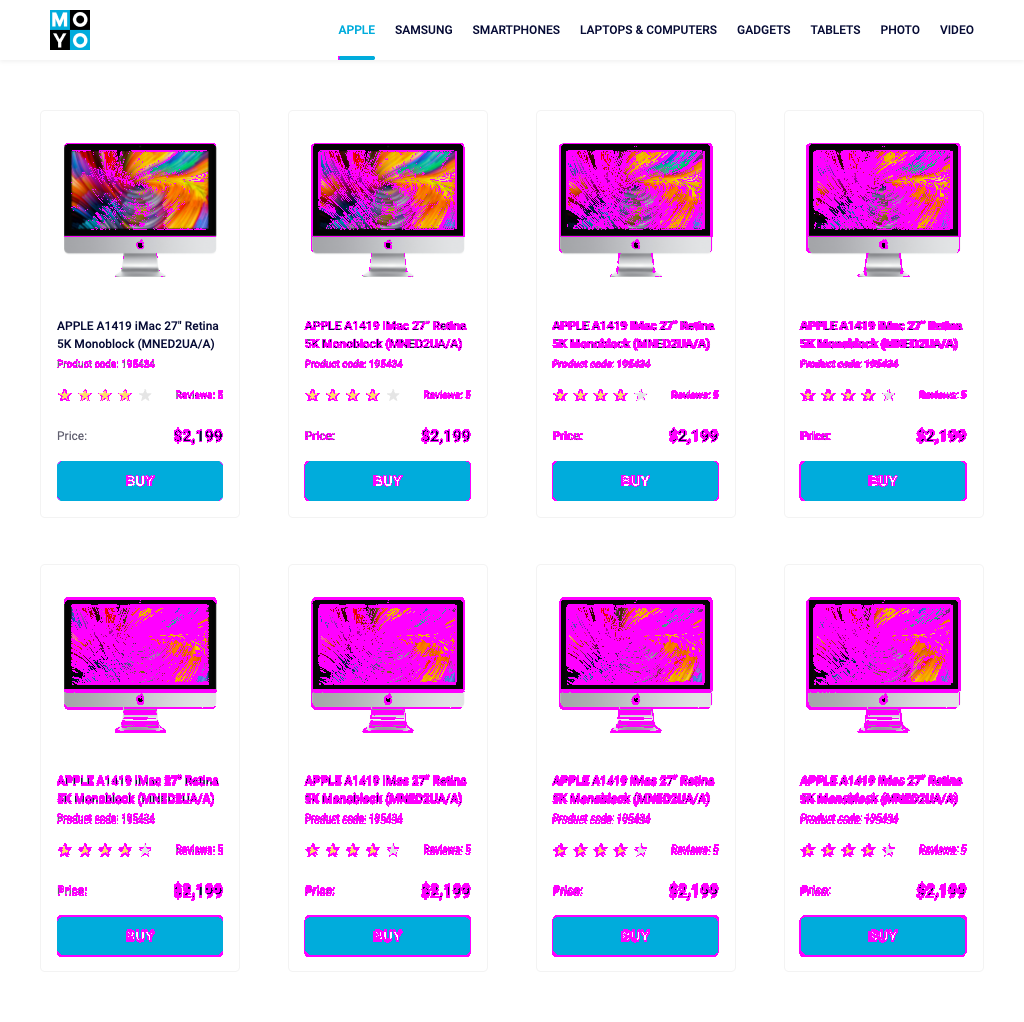 MO
YO
APPLE SAMSUNG SMARTPHONES LAPTOPS & COMPUTERS GADGETS TABLETS PHOTO VIDEO
APPLE A1419 iMac 27" Retina
5K Monoblock (MNED2UA/A)
Product code: 195434
Reviews: 5
Price: $2,199
BUY
APPLE A1419 iMac 27" Retina
5K Monoblock (MNED2UA/A)
Product code: 195434
Reviews: 5
Price: $2,199
BUY
APPLE A1419 iMac 27" Retina
5K Monoblock (MNED2UA/A)
Product code: 195434
Reviews: 5
Price: $2,199
BUY
APPLE A1419 iMac 27" Retina
5K Monoblock (MNED2UA/A)
Product code: 195434
Reviews: 5
Price: $2,199
BUY
APPLE A1419 iMac 27" Retina
5K Monoblock (MNED2UA/A)
Product code: 195434
Reviews: 5
Price: $2,199
BUY
APPLE A1419 iMac 27" Retina
5K Monoblock (MNED2UA/A)
Product code: 195434
Reviews: 5
Price: $2,199
BUY
APPLE A1419 iMac 27" Retina
5K Monoblock (MNED2UA/A)
Product code: 195434
Reviews: 5
Price: $2,199
BUY
APPLE A1419 iMac 27" Retina
5K Monoblock (MNED2UA/A)
Product code: 195434
Reviews: 5
Price: $2,199
BUY